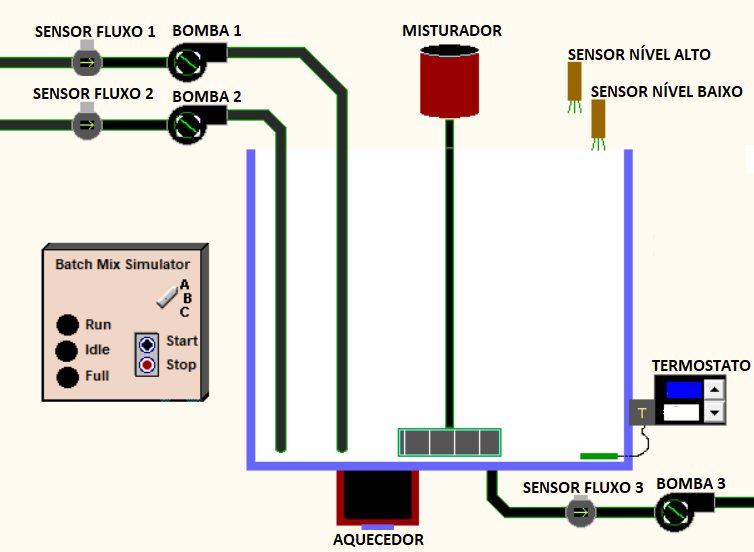 SENSOR FLUXO 1
BOMBA 1
MISTURADOR
SENSOR NÍVEL ALTO
SENSOR NÍVEL BAIXO
SENSOR FLUXO 2
BOMBA 2
Batch Mix Simulator
A
B
C
Run
Idle
Full
Start
Stop
TERMOSTATO
T
SENSOR FLUXO 3
BOMBA 3
AQUECEDOR